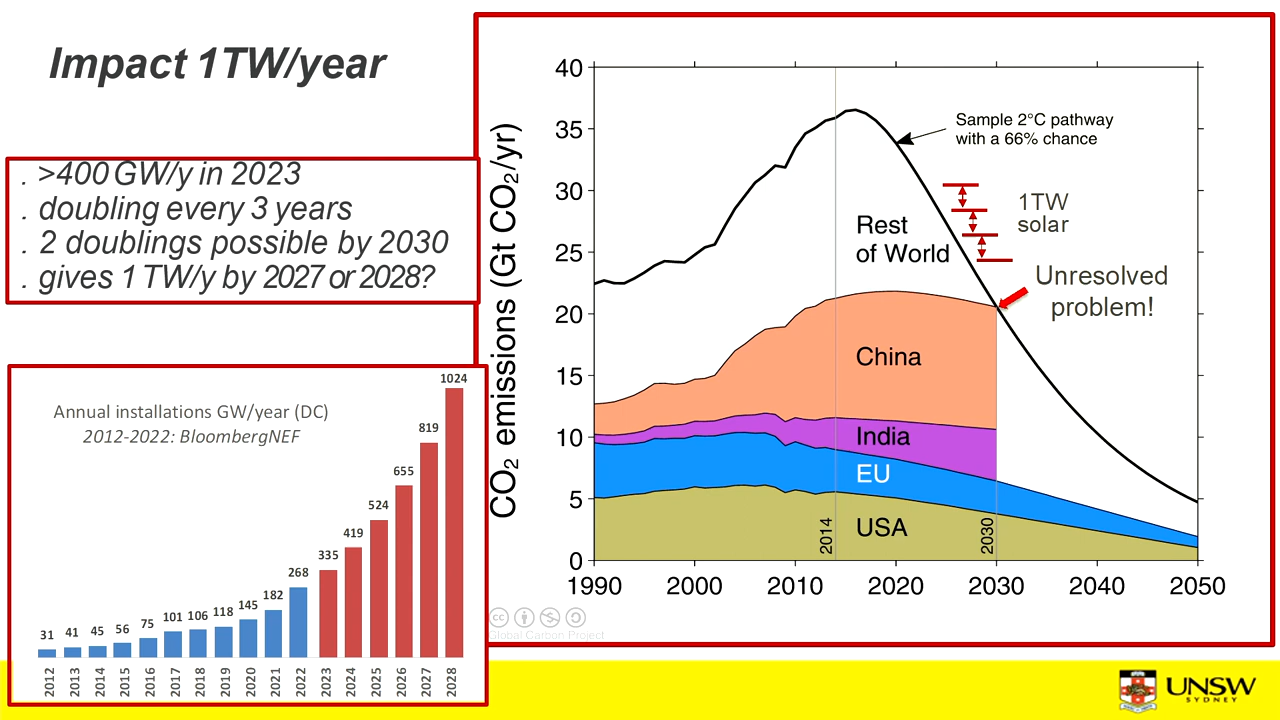 Impact 1TW/year
. >400 GW/y in 2023
. doubling every 3 years
. 2 doublings possible by 2030
. gives 1 TW/y by 2027 or 2028?
Annual installations GW/year (DC)
2012-2022: BloombergNEF
31 41 45 56 75 101 106 118 145 182 268 335 419 524 655 819 1024
2012 2013 2014 2015 2016 2017 2018 2019 2020 2021 2022 2023 2024 2025 2026 2027 2028
CO₂ emissions (Gt CO₂/yr)
40
35
30
25
20
15
10
5
0
1990 2000 2010 2020 2030 2040 2050
Sample 2°C pathway
with a 66% chance
1TW
solar
Rest
of World
Unresolved
problem!
China
India
EU
USA
2014
2030
cc
Global Carbon Project
UNSW
SYDNEY